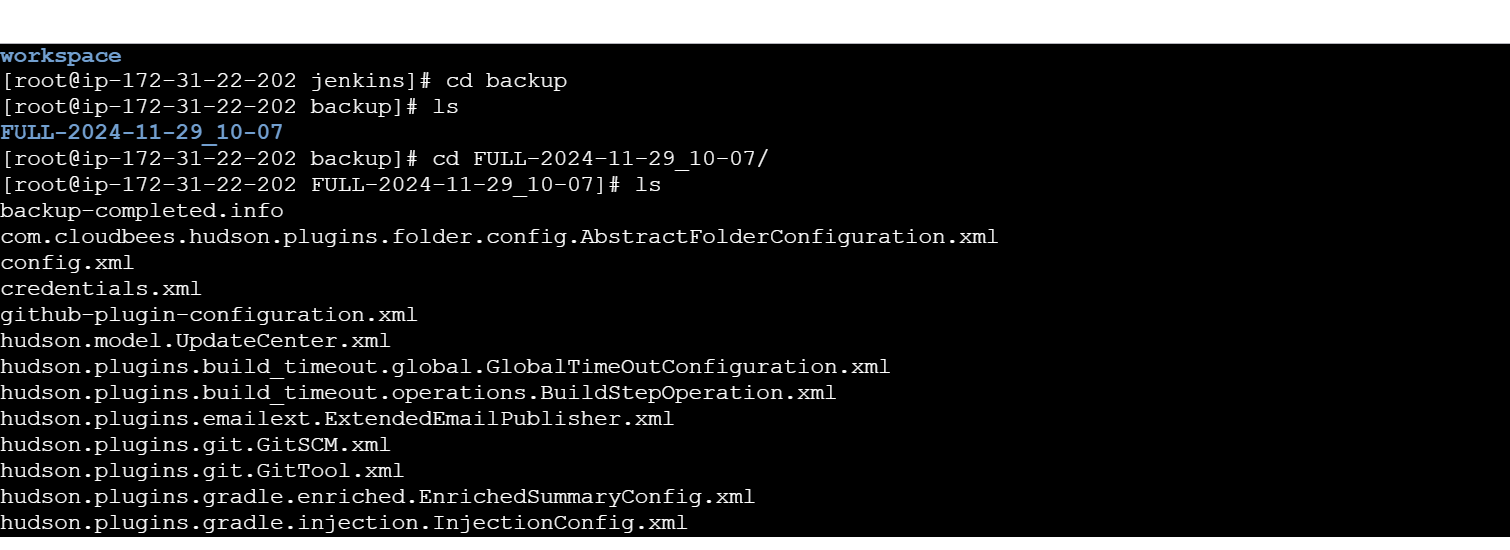 workspace
[root@ip-172-31-22-202 jenkins]# cd backup
[root@ip-172-31-22-202 backup]# ls
FULL-2024-11-29_10-07
[root@ip-172-31-22-202 backup]# cd FULL-2024-11-29_10-07/
[root@ip-172-31-22-202 FULL-2024-11-29_10-07]# ls
backup-completed.info
com.cloudbees.hudson.plugins.folder.config.AbstractFolderConfiguration.xml
config.xml
credentials.xml
github-plugin-configuration.xml
hudson.model.UpdateCenter.xml
hudson.plugins.build_timeout.global.GlobalTimeOutConfiguration.xml
hudson.plugins.build_timeout.operations.BuildStepOperation.xml
hudson.plugins.emailext.ExtendedEmailPublisher.xml
hudson.plugins.git.GitSCM.xml
hudson.plugins.git.GitTool.xml
hudson.plugins.gradle.enriched.EnrichedSummaryConfig.xml
hudson.plugins.gradle.injection.InjectionConfig.xml